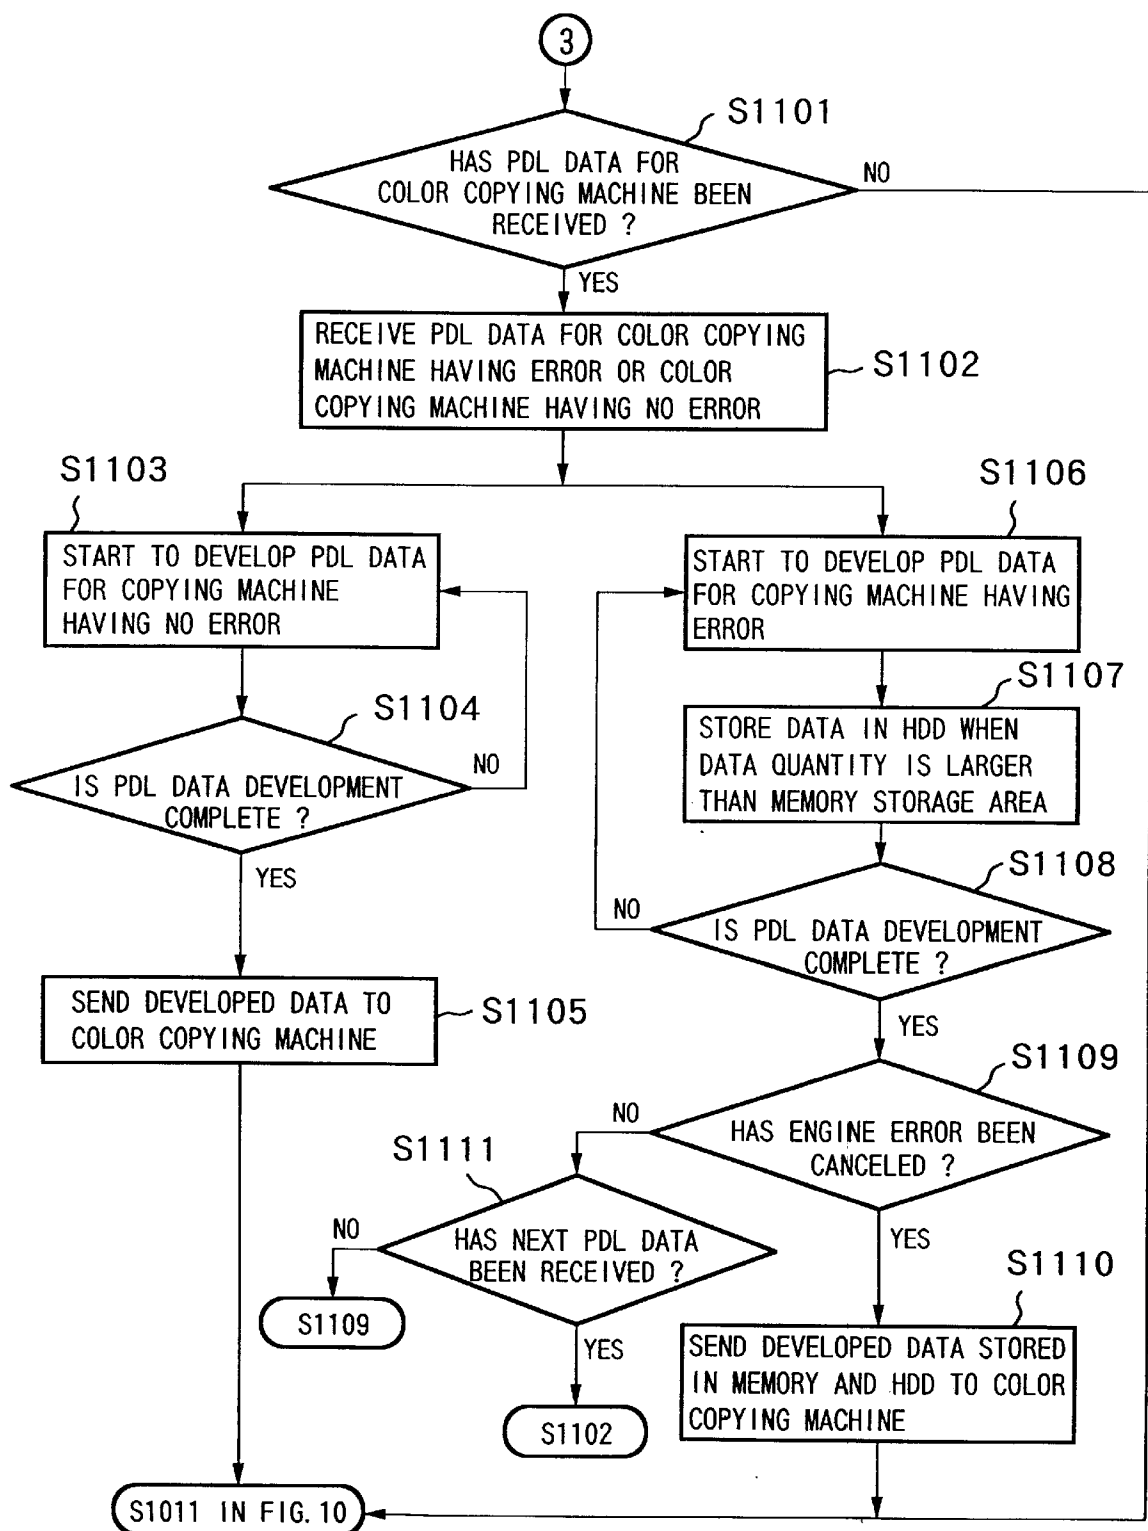 3
S1101
HAS PDL DATA FOR
COLOR COPYING MACHINE BEEN
RECEIVED ?
NO
YES
RECEIVE PDL DATA FOR COLOR COPYING
MACHINE HAVING ERROR OR COLOR
COPYING MACHINE HAVING NO ERROR
S1102
S1103
START TO DEVELOP PDL DATA
FOR COPYING MACHINE
HAVING NO ERROR
S1104
IS PDL DATA DEVELOPMENT
COMPLETE ?
NO
YES
SEND DEVELOPED DATA TO
COLOR COPYING MACHINE
S1105
S1106
START TO DEVELOP PDL DATA
FOR COPYING MACHINE HAVING
ERROR
S1107
STORE DATA IN HDD WHEN
DATA QUANTITY IS LARGER
THAN MEMORY STORAGE AREA
S1108
NO
IS PDL DATA DEVELOPMENT
COMPLETE ?
YES
S1109
NO
HAS ENGINE ERROR BEEN
CANCELED ?
YES
S1111
NO
HAS NEXT PDL DATA
BEEN RECEIVED ?
S1109
YES
S1102
S1110
SEND DEVELOPED DATA STORED
IN MEMORY AND HDD TO COLOR
COPYING MACHINE
S1011 IN FIG. 10